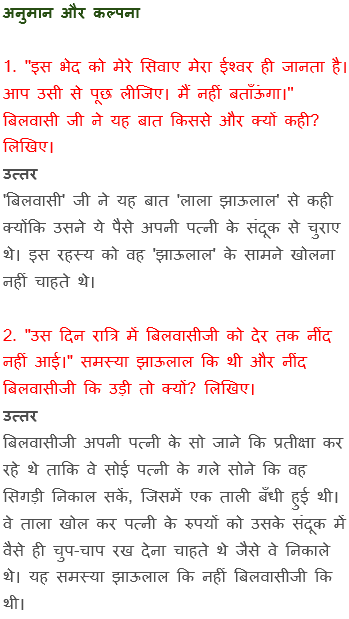 अनुमान और कल्पना
1. "इस भेद को मेरे सिवाए मेरा ईश्वर ही जानता है।
आप उसी से पूछ लीजिए। मैं नहीं बताऊँगा।"
बिलवासी जी ने यह बात किससे और क्यों कही?
लिखिए।
उत्तर
'बिलवासी' जी ने यह बात 'लाला झाऊलाल' से कही
क्योंकि उसने ये पैसे अपनी पत्नी के संदूक से चुराए
थे। इस रहस्य को वह 'झाऊलाल' के सामने खोलना
नहीं चाहते थे।
2. "उस दिन रात्रि में बिलवासीजी को देर तक नींद
नहीं आई।" समस्या झाऊलाल कि थी और नींद
बिलवासीजी कि उड़ी तो क्यों? लिखिए।
उत्तर
बिलवासीजी अपनी पत्नी के सो जाने कि प्रतीक्षा कर
रहे थे ताकि वे सोई पत्नी के गले सोने कि वह
सिगड़ी निकाल सकें, जिसमें एक ताली बँधी हुई थी।
वे ताला खोल कर पत्नी के रुपयों को उसके संदूक में
वैसे ही चुप-चाप रख देना चाहते थे जैसे वे निकाले
थे। यह समस्या झाऊलाल कि नहीं बिलवासीजी कि
थी।